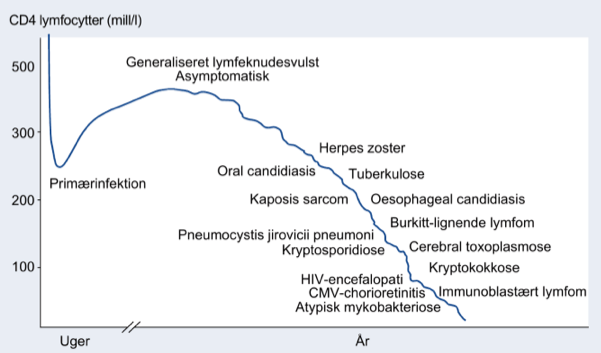 CD4 lymfocytter (mill/l)
500
300
200
100
Generaliseret lymfeknudesvulst
Asymptomatisk
Primærinfektion
Herpes zoster
Oral candidiasis
Tuberkulose
Kaposis sarcom
Oesophageal candidiasis
Burkitt-lignende lymfom
Pneumocystis jirovicii pneumoni
Kryptosporidiose
Cerebral toxoplasmose
Kryptokokkose
HIV-encefalopati
CMV-chorioretinitis
Immunoblastært lymfom
Atypisk mykobakteriose
Uger
År